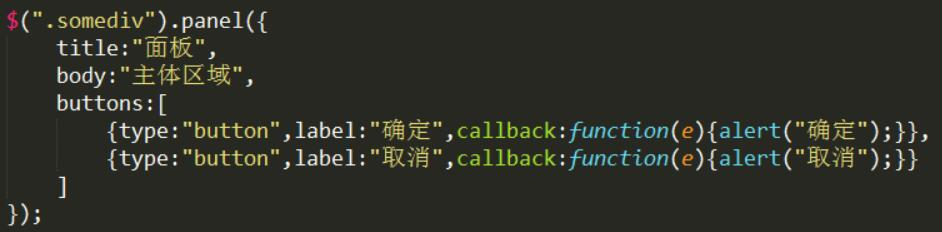 $(".somediv").panel({
    title:"面板",
    body:"主体区域",
    buttons:[
        {type:"button",label:"确定",callback:function(e){alert("确定");}},
        {type:"button",label:"取消",callback:function(e){alert("取消");}}
    ]
});